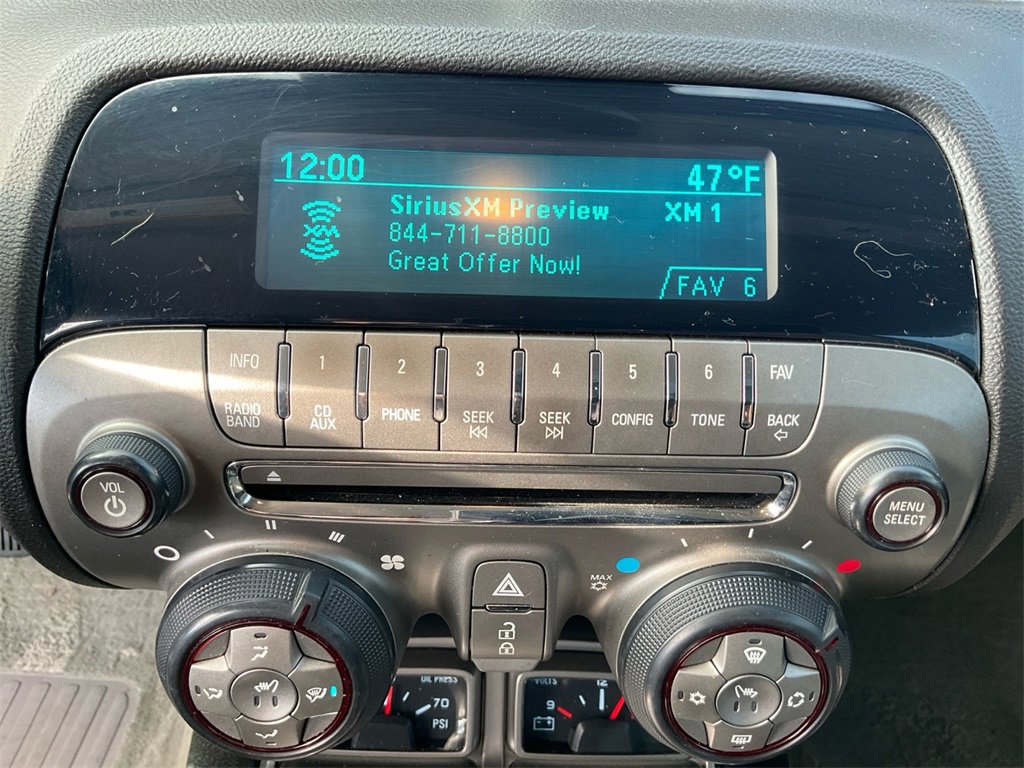 12:00 47°F
SiriusXM Preview XM 1
XM
844-711-8800
Great Offer Now!
FAV 6
INFO 1 2 3 4 5 6 FAV
RADIO BAND CD AUX PHONE SEEK SEEK CONFIG TONE BACK
VOL
MENU
SELECT
MAX
OIL PRESS
70
PSI
VOLTS
9 12